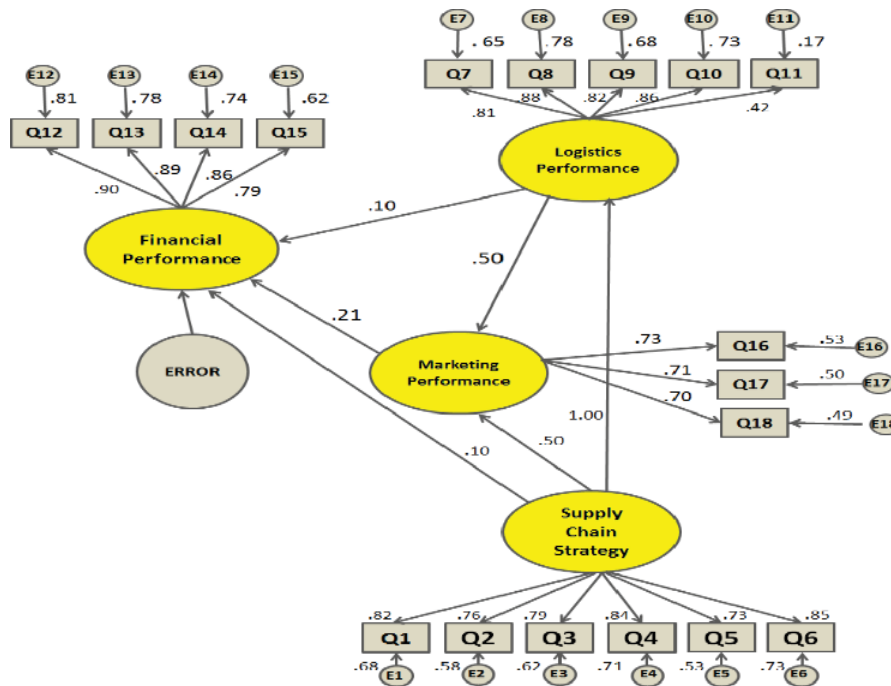 E7 E8 E9 E10 E11
.65 .78 .68 .73 .17
Q7 Q8 Q9 Q10 Q11
.81 .88 .82 .86 .42
E12 E13 E14 E15
.81 .78 .74 .62
Q12 Q13 Q14 Q15
.90 .89 .86 .79
Logistics
Performance
.10
Financial
Performance
.50
.21
ERROR
Marketing
Performance
.73 Q16 .53 E16
.71 Q17 .50 E17
.70 Q18 .49 E18
1.00
.10
.50
Supply
Chain
Strategy
.82 .76 .79 .84 .73 .85
Q1 Q2 Q3 Q4 Q5 Q6
.68 E1 .58 E2 .62 E3 .71 E4 .53 E5 .73 E6